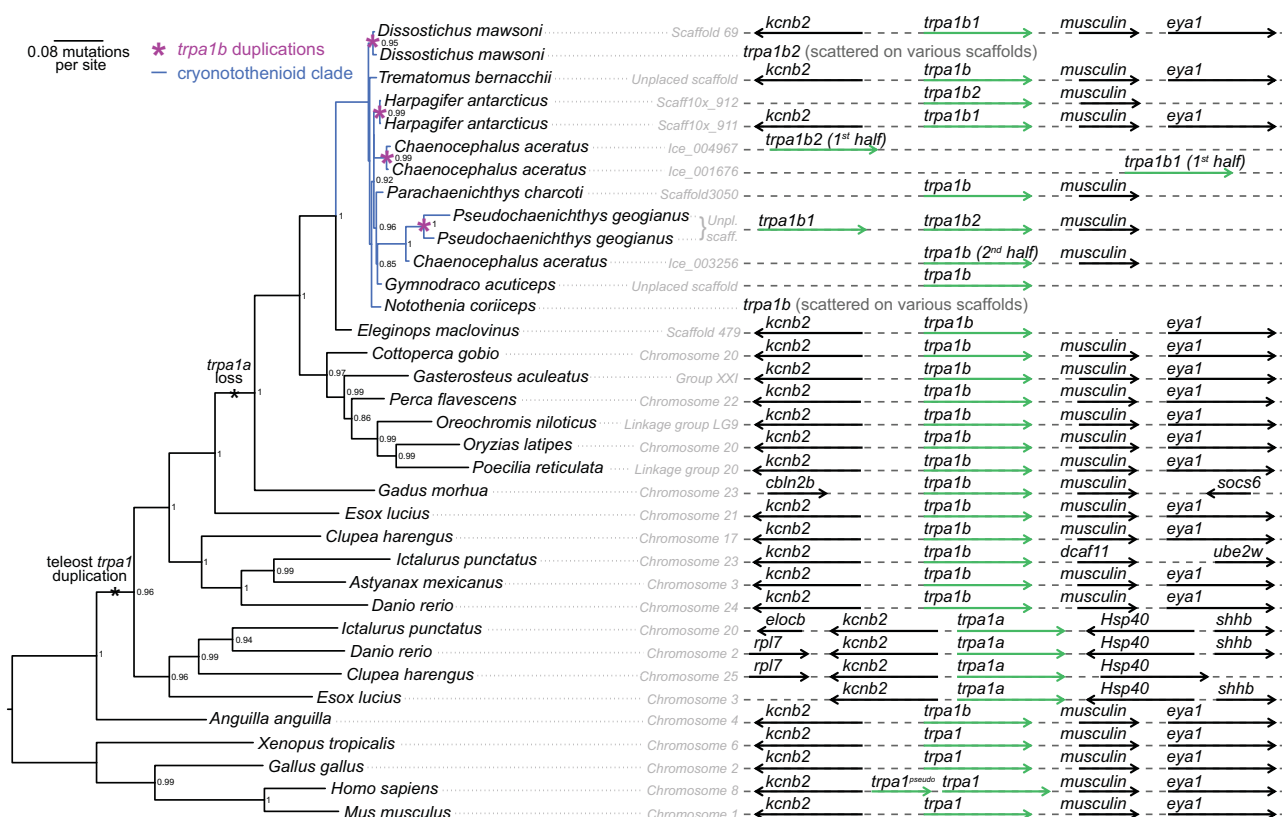 0.08 mutations
per site
* trpa1b duplications
cryonotothenioid clade
Dissostichus mawsoni Scaffold 69 kcnb2 trpa1b1 musculin eya1
0.95
Dissostichus mawsoni trpa1b2 (scattered on various scaffolds)
Trematomus bernacchii Unplaced scaffold kcnb2 trpa1b musculin eya1
Harpagifer antarcticus Scaff10x_912 trpa1b2 musculin
0.99
Harpagifer antarcticus Scaff10x_911 kcnb2 trpa1b1 musculin eya1
Chaenocephalus aceratus Ice_004967 trpa1b2 (1st half)
0.99
Chaenocephalus aceratus Ice_001676 trpa1b1 (1st half)
0.92
Parachaenichthys charcoti Scaffold3050 trpa1b musculin
Pseudochaenichthys geogianus Unpl. trpa1b1 trpa1b2 musculin
1
0.96
Pseudochaenichthys geogianus scaff.
1
Chaenocephalus aceratus Ice_003256 trpa1b (2nd half) musculin
0.85
Gymnodraco acuticeps Unplaced scaffold trpa1b
Notothenia coriiceps trpa1b (scattered on various scaffolds)
1
1
Eleginops maclovinus Scaffold 479 kcnb2 trpa1b eya1
Cottoperca gobio Chromosome 20 kcnb2 trpa1b musculin eya1
trpa1a
loss
*
0.97
Gasterosteus aculeatus Group XXI kcnb2 trpa1b musculin eya1
1
0.99
Perca flavescens Chromosome 22 kcnb2 trpa1b musculin eya1
0.86
Oreochromis niloticus Linkage group LG9 kcnb2 trpa1b musculin eya1
0.99
Oryzias latipes Chromosome 20 kcnb2 trpa1b musculin eya1
0.99
Poecilia reticulata Linkage group 20 kcnb2 trpa1b musculin eya1
1
Gadus morhua Chromosome 23 cbln2b trpa1b musculin socs6
Esox lucius Chromosome 21 kcnb2 trpa1b musculin eya1
1
Clupea harengus Chromosome 17 kcnb2 trpa1b musculin eya1
1
Ictalurus punctatus Chromosome 23 kcnb2 trpa1b dcaf11 ube2w
teleost trpa1
duplication
*
0.99
0.96
Astyanax mexicanus Chromosome 3 kcnb2 trpa1b musculin eya1
1
Danio rerio Chromosome 24 kcnb2 trpa1b musculin eya1
Ictalurus punctatus Chromosome 20 elocb kcnb2 trpa1a Hsp40 shhb
0.94
Danio rerio Chromosome 2 rpl7 kcnb2 trpa1a Hsp40 shhb
1
0.99
Clupea harengus Chromosome 25 rpl7 kcnb2 trpa1a Hsp40
0.96
Esox lucius Chromosome 3 kcnb2 trpa1a Hsp40 shhb
Anguilla anguilla Chromosome 4 kcnb2 trpa1b musculin eya1
Xenopus tropicalis Chromosome 6 kcnb2 trpa1 musculin eya1
Gallus gallus Chromosome 2 kcnb2 trpa1 musculin eya1
0.99
Homo sapiens Chromosome 8 kcnb2 trpa1pseudo trpa1 musculin eya1
1
Mus musculus Chromosome 1 kcnb2 trpa1 musculin eya1